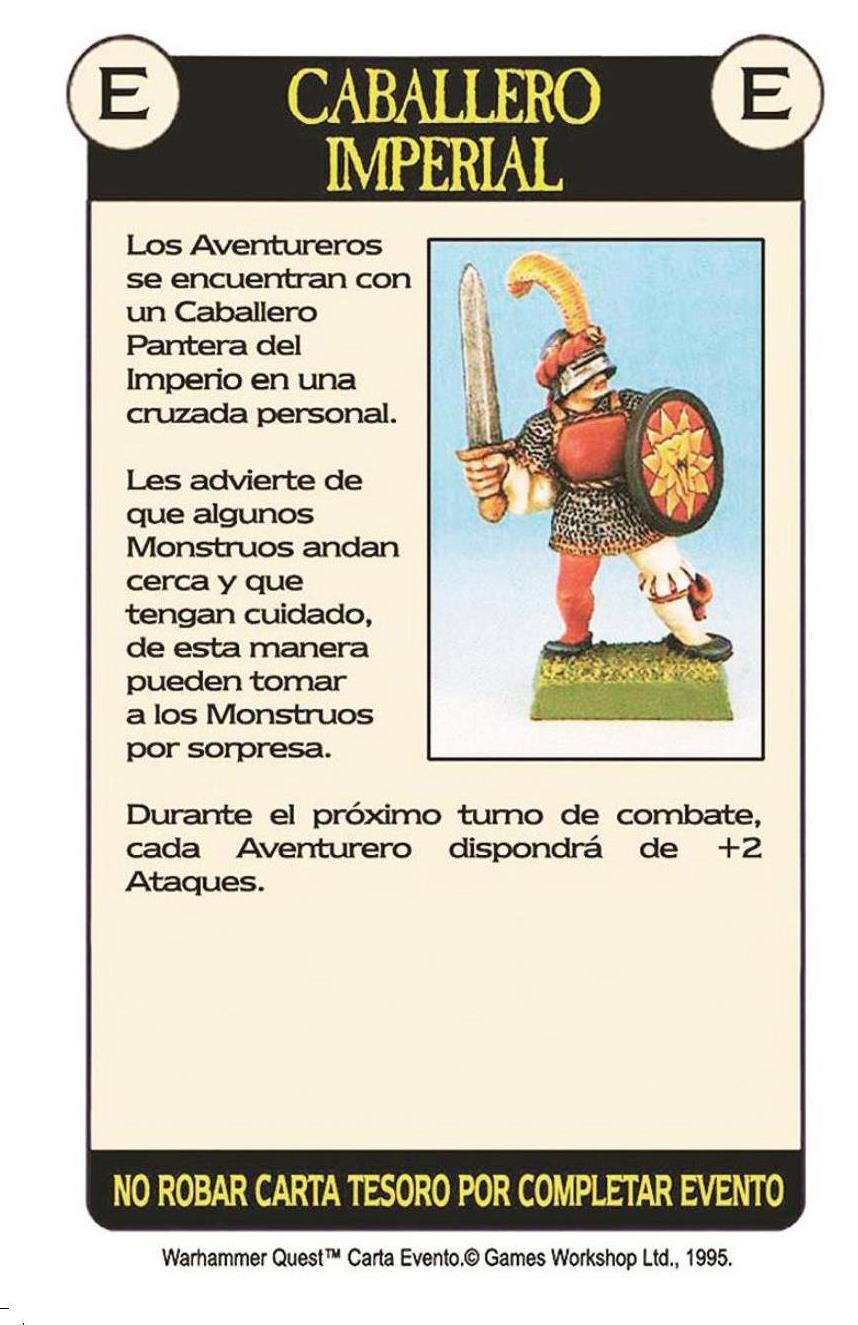 E
CABALLERO
E
IMPERIAL
Los Aventureros
se encuentran con
un Caballero
Pantera del
Imperio en una
cruzada personal.
Les advierte de
que algunos
Monstruos andan
cerca y que
tengan cuidado,
de esta manera
pueden tomar
a los Monstruos
por sorpresa.
Durante el próximo turno de combate,
cada Aventurero dispondrá de +2
Ataques.
NO ROBAR CARTA TESORO POR COMPLETAR EVENTO
Warhammer Quest™ Carta Evento.© Games Workshop Ltd., 1995.